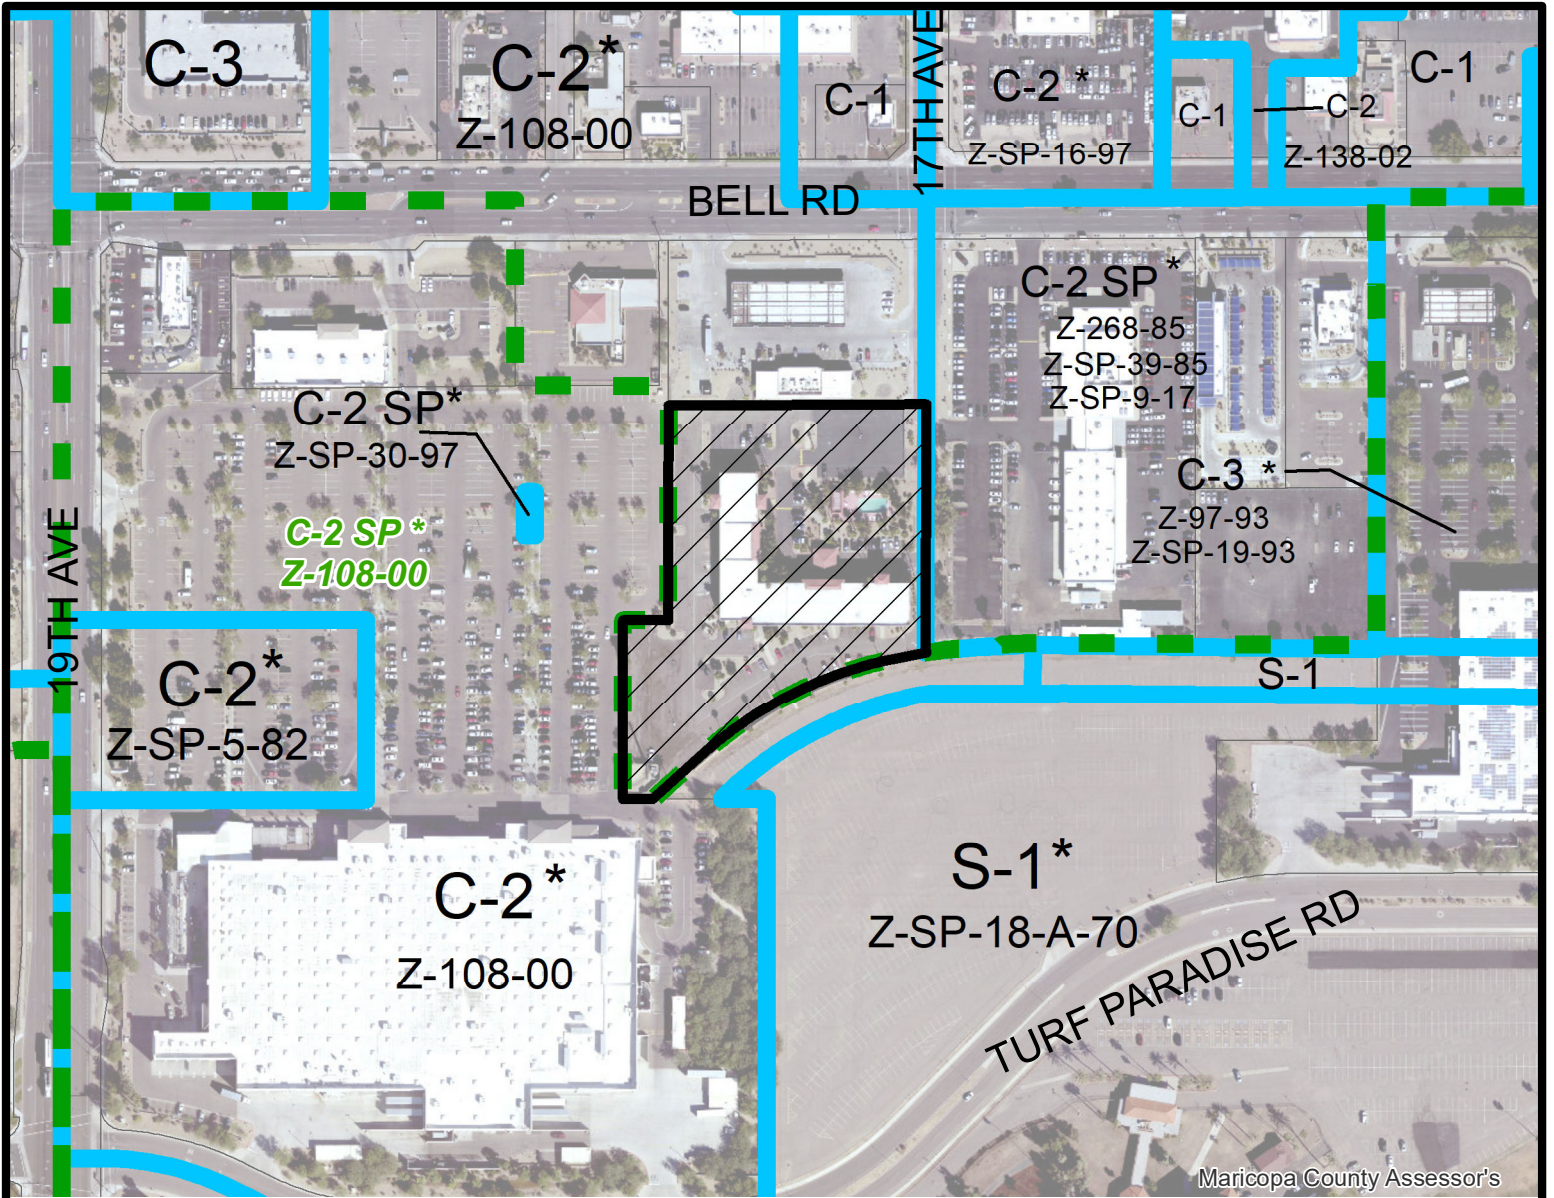 C-3
C-2 *
Z-108-00
C-1
17TH AVE
C-2 *
Z-SP-16-97
C-1
C-2
Z-138-02
C-1
BELL RD
C-2 SP *
Z-268-85
Z-SP-39-85
Z-SP-9-17
C-2 SP *
Z-SP-30-97
C-3 *
Z-97-93
Z-SP-19-93
C-2 SP *
Z-108-00
19TH AVE
C-2 *
Z-SP-5-82
S-1
C-2 *
Z-108-00
S-1 *
Z-SP-18-A-70
TURF PARADISE RD
Maricopa County Assessor's